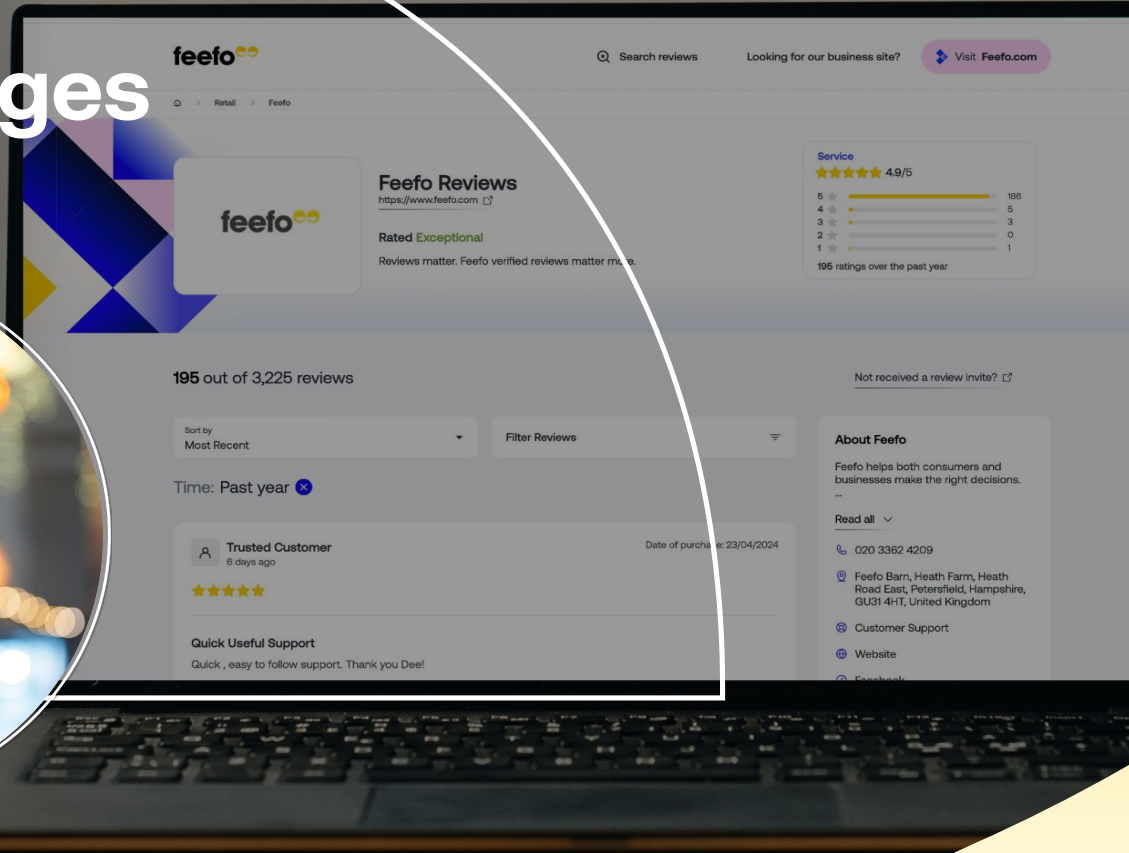 feefo
Search reviews
Looking for our business site?
Visit Feefo.com
ges
Retail > Feefo
feefo
Feefo Reviews
https://www.feefo.com
Rated Exceptional
Reviews matter. Feefo verified reviews matter more.
Service
4.9/5
5 186
4 5
3 3
2 0
1 1
195 ratings over the past year
195 out of 3,225 reviews
Not received a review invite?
Sort by
Most Recent
Filter Reviews
Time: Past year
Trusted Customer
6 days ago
Date of purchase: 23/04/2024
Quick Useful Support
Quick , easy to follow support. Thank you Dee!
About Feefo
Feefo helps both consumers and
businesses make the right decisions.
...
Read all
020 3362 4209
Feefo Barn, Heath Farm, Heath
Road East, Petersfield, Hampshire,
GU31 4HT, United Kingdom
Customer Support
Website
Facebook